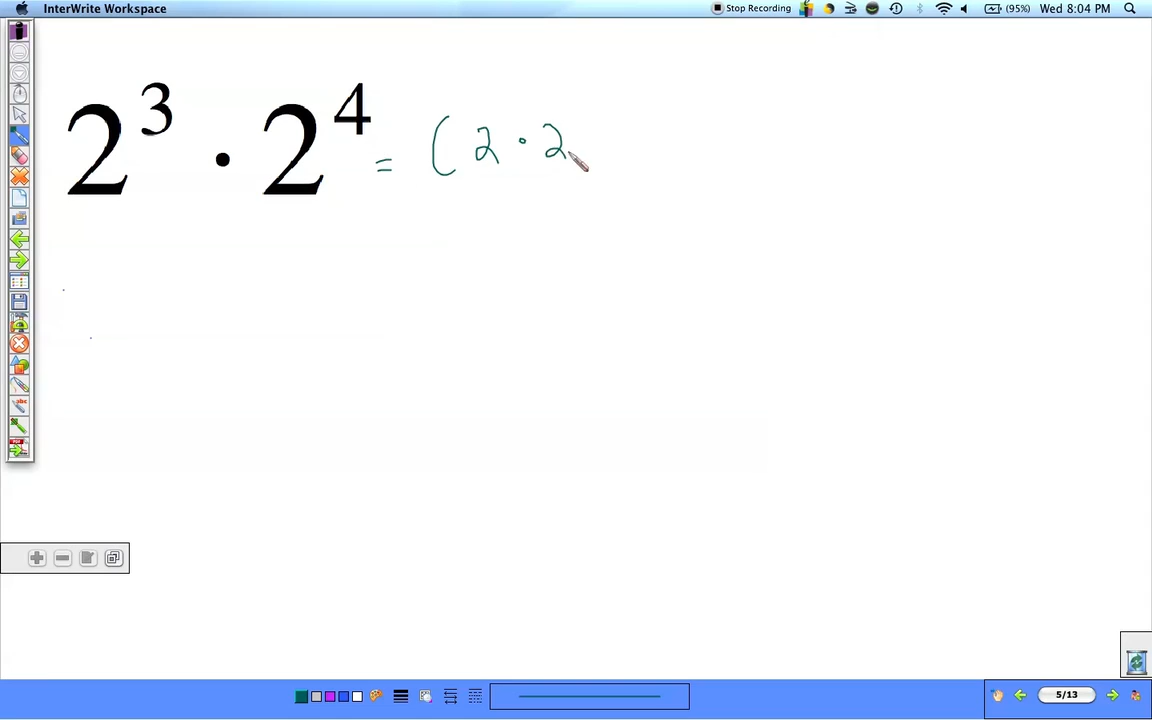 InterWrite Workspace
Stop Recording
(95%) Wed 8:04 PM
2³ · 2⁴ = ( 2 · 2
5/13